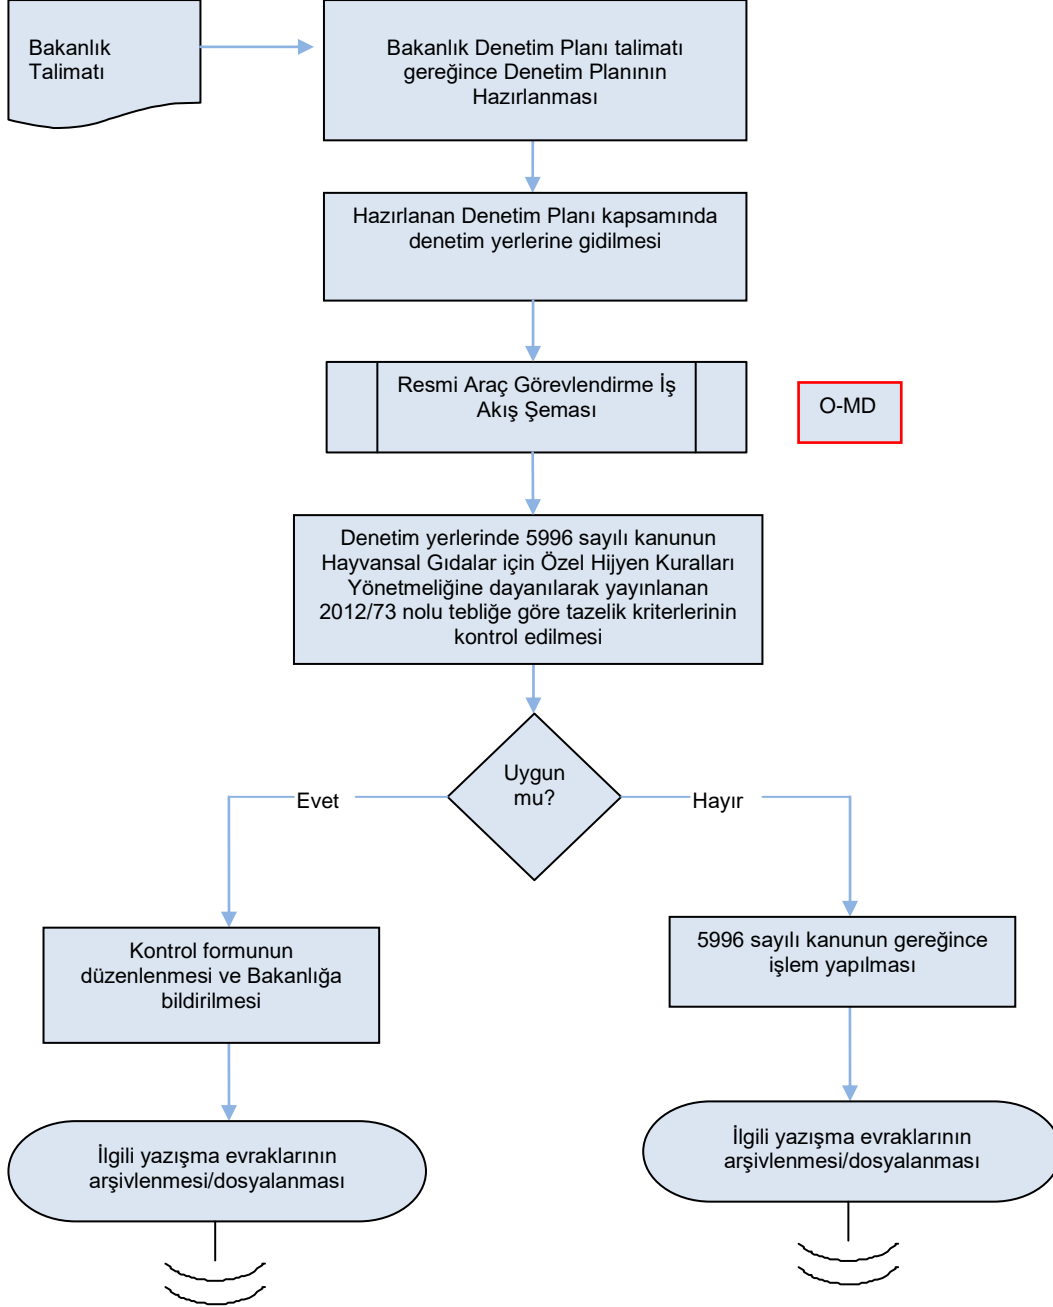 Bakanlık
Talimatı
Bakanlık Denetim Planı talimatı
gereğince Denetim Planının
Hazırlanması
Hazırlanan Denetim Planı kapsamında
denetim yerlerine gidilmesi
Resmi Araç Görevlendirme İş
Akış Şeması
O-MD
Denetim yerlerinde 5996 sayılı kanunun
Hayvansal Gıdalar için Özel Hijyen Kuralları
Yönetmeliğine dayanılarak yayınlanan
2012/73 nolu tebliğe göre tazelik kriterlerinin
kontrol edilmesi
Uygun
mu?
Evet
Hayır
Kontrol formunun
düzenlenmesi ve Bakanlığa
bildirilmesi
5996 sayılı kanunun gereğince
işlem yapılması
İlgili yazışma evraklarının
arşivlenmesi/dosyalanması
İlgili yazışma evraklarının
arşivlenmesi/dosyalanması